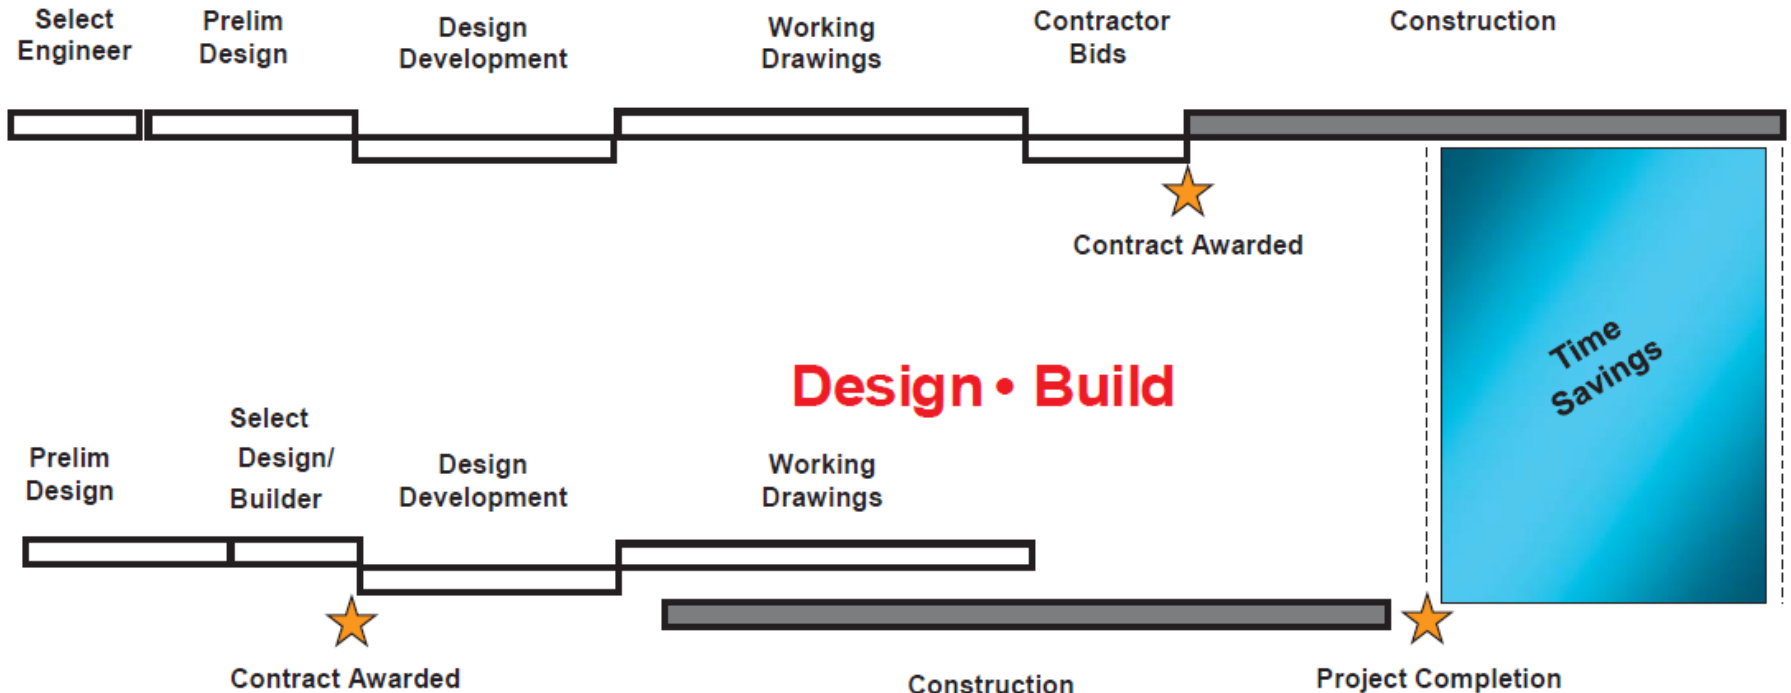 Select
Engineer
Prelim
Design
Design
Development
Working
Drawings
Contractor
Bids
Construction
Contract Awarded
Time
Savings
Design • Build
Prelim
Design
Select
Design/
Builder
Design
Development
Working
Drawings
Contract Awarded
Construction
Project Completion